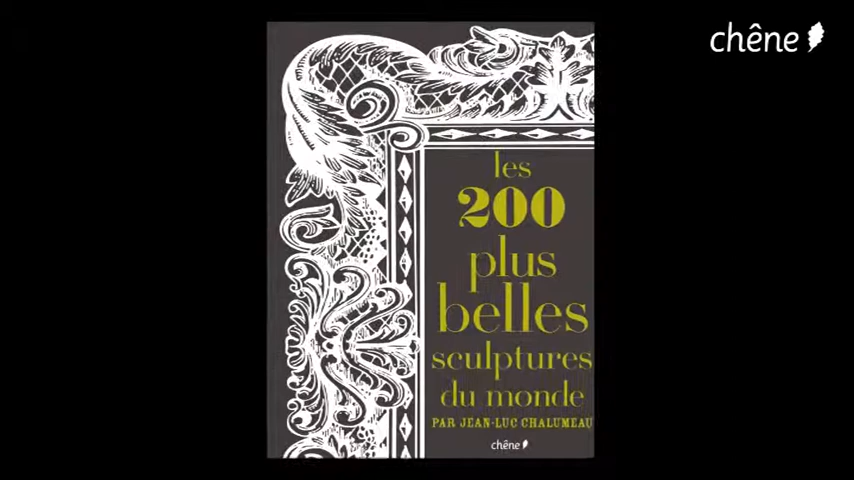 chêne
les
200
plus
belles
sculptures
du monde
PAR JEAN-LUC CHALUMEAU
chêne